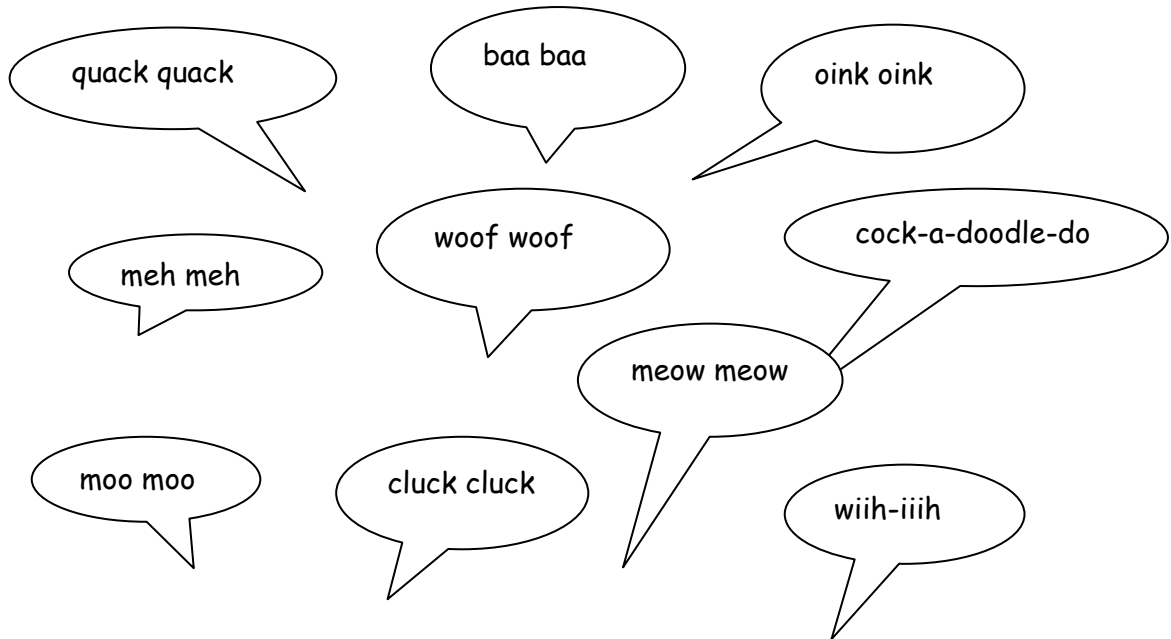 quack quack
baa baa
oink oink
meh meh
woof woof
cock-a-doodle-do
meow meow
moo moo
cluck cluck
wiih-iiih